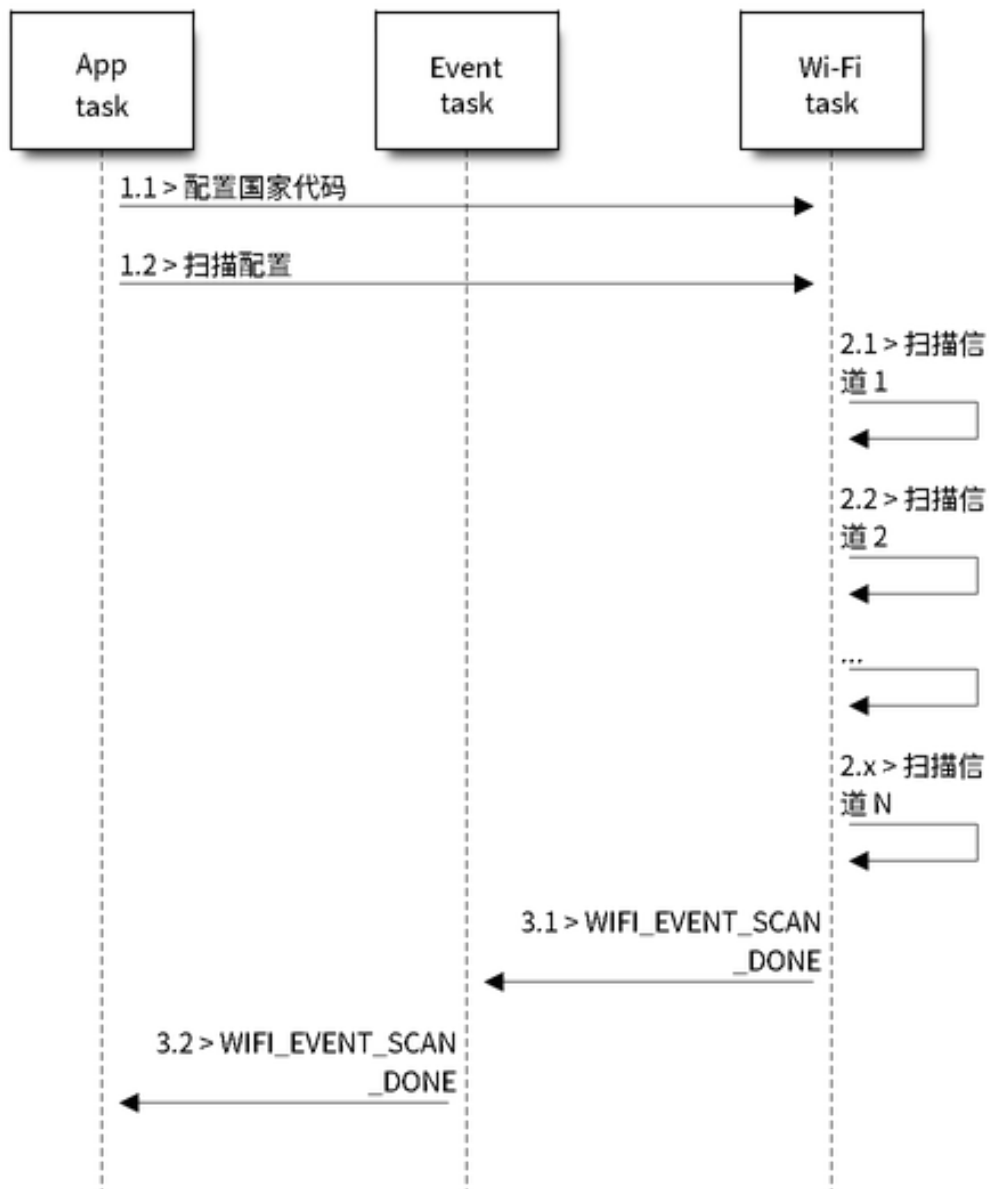 App
task
Event
task
Wi-Fi
task
1.1 > 配置国家代码
1.2 > 扫描配置
2.1 > 扫描信
道 1
2.2 > 扫描信
道 2
...
2.x > 扫描信
道 N
3.1 > WIFI_EVENT_SCAN
_DONE
3.2 > WIFI_EVENT_SCAN
_DONE